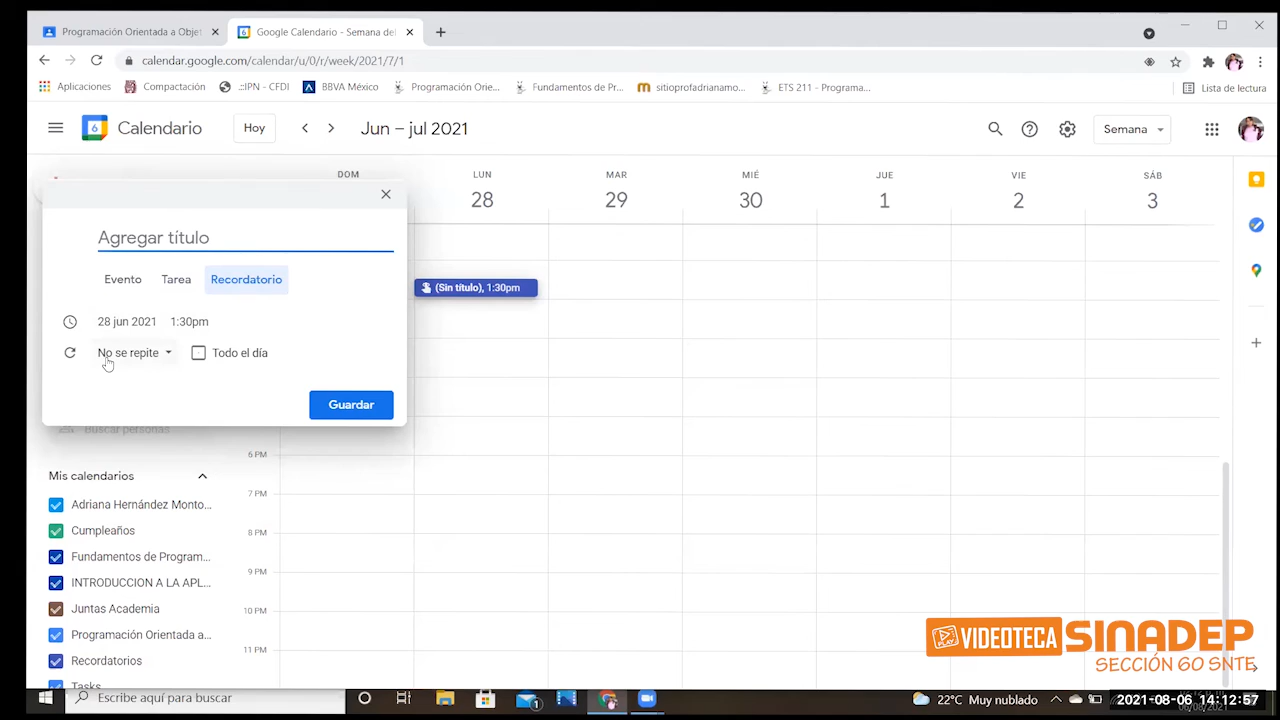 Programación Orientada a Objet
Google Calendario - Semana del
calendar.google.com/calendar/u/0/r/week/2021/7/1
Aplicaciones
Compactación
.::IPN - CFDI
BBVA México
Programación Orie...
Fundamentos de Pr...
sitioprofadrianamo...
ETS 211 - Programa...
Lista de lectura
6
Calendario
Hoy
Jun – jul 2021
Semana
DOM
LUN
MAR
MIÉ
JUE
VIE
SÁB
28
29
30
1
2
3
Agregar título
Evento
Tarea
Recordatorio
(Sin título), 1:30pm
28 jun 2021
1:30pm
No se repite
Todo el día
Guardar
Buscar personas
6 PM
Mis calendarios
7 PM
Adriana Hernández Monto...
Cumpleaños
8 PM
Fundamentos de Program...
9 PM
INTRODUCCION A LA APL...
Juntas Academia
10 PM
Programación Orientada a...
11 PM
Recordatorios
Tasks
PLAY
VIDEOTECA SINADEP
SECCIÓN 60 SNTE
Escribe aquí para buscar
1
22°C Muy nublado
2021-08-06 14:12:57